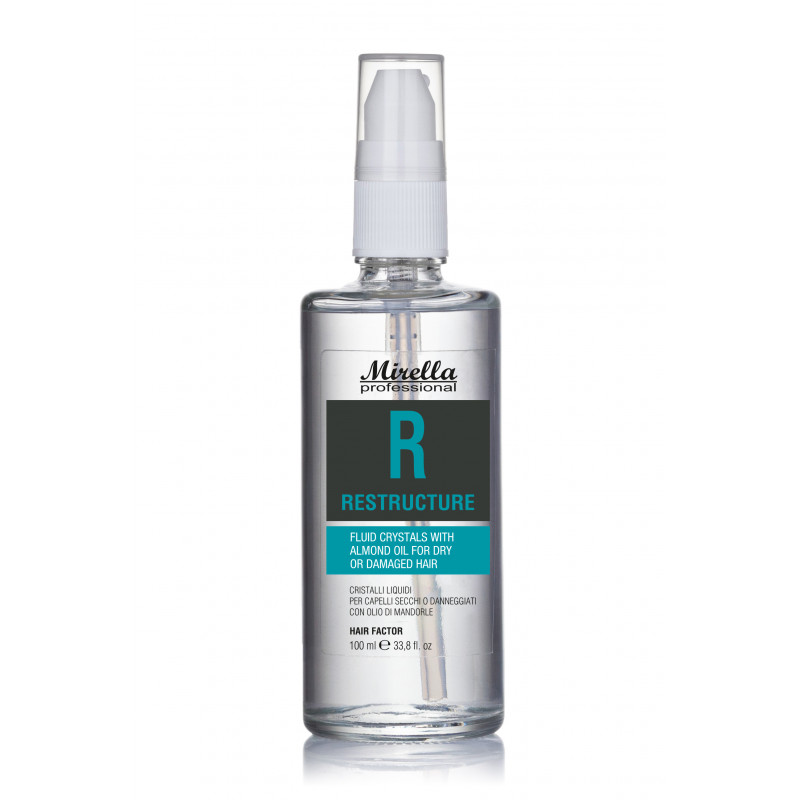 Mirella
professional
R
RESTRUCTURE
FLUID CRYSTALS WITH
ALMOND OIL FOR DRY
OR DAMAGED HAIR
CRISTALLI LIQUIDI
PER CAPELLI SECCHI O DANNEGGIATI
CON OLIO DI MANDORLE
HAIR FACTOR
100 ml ℮ 33,8 fl. oz